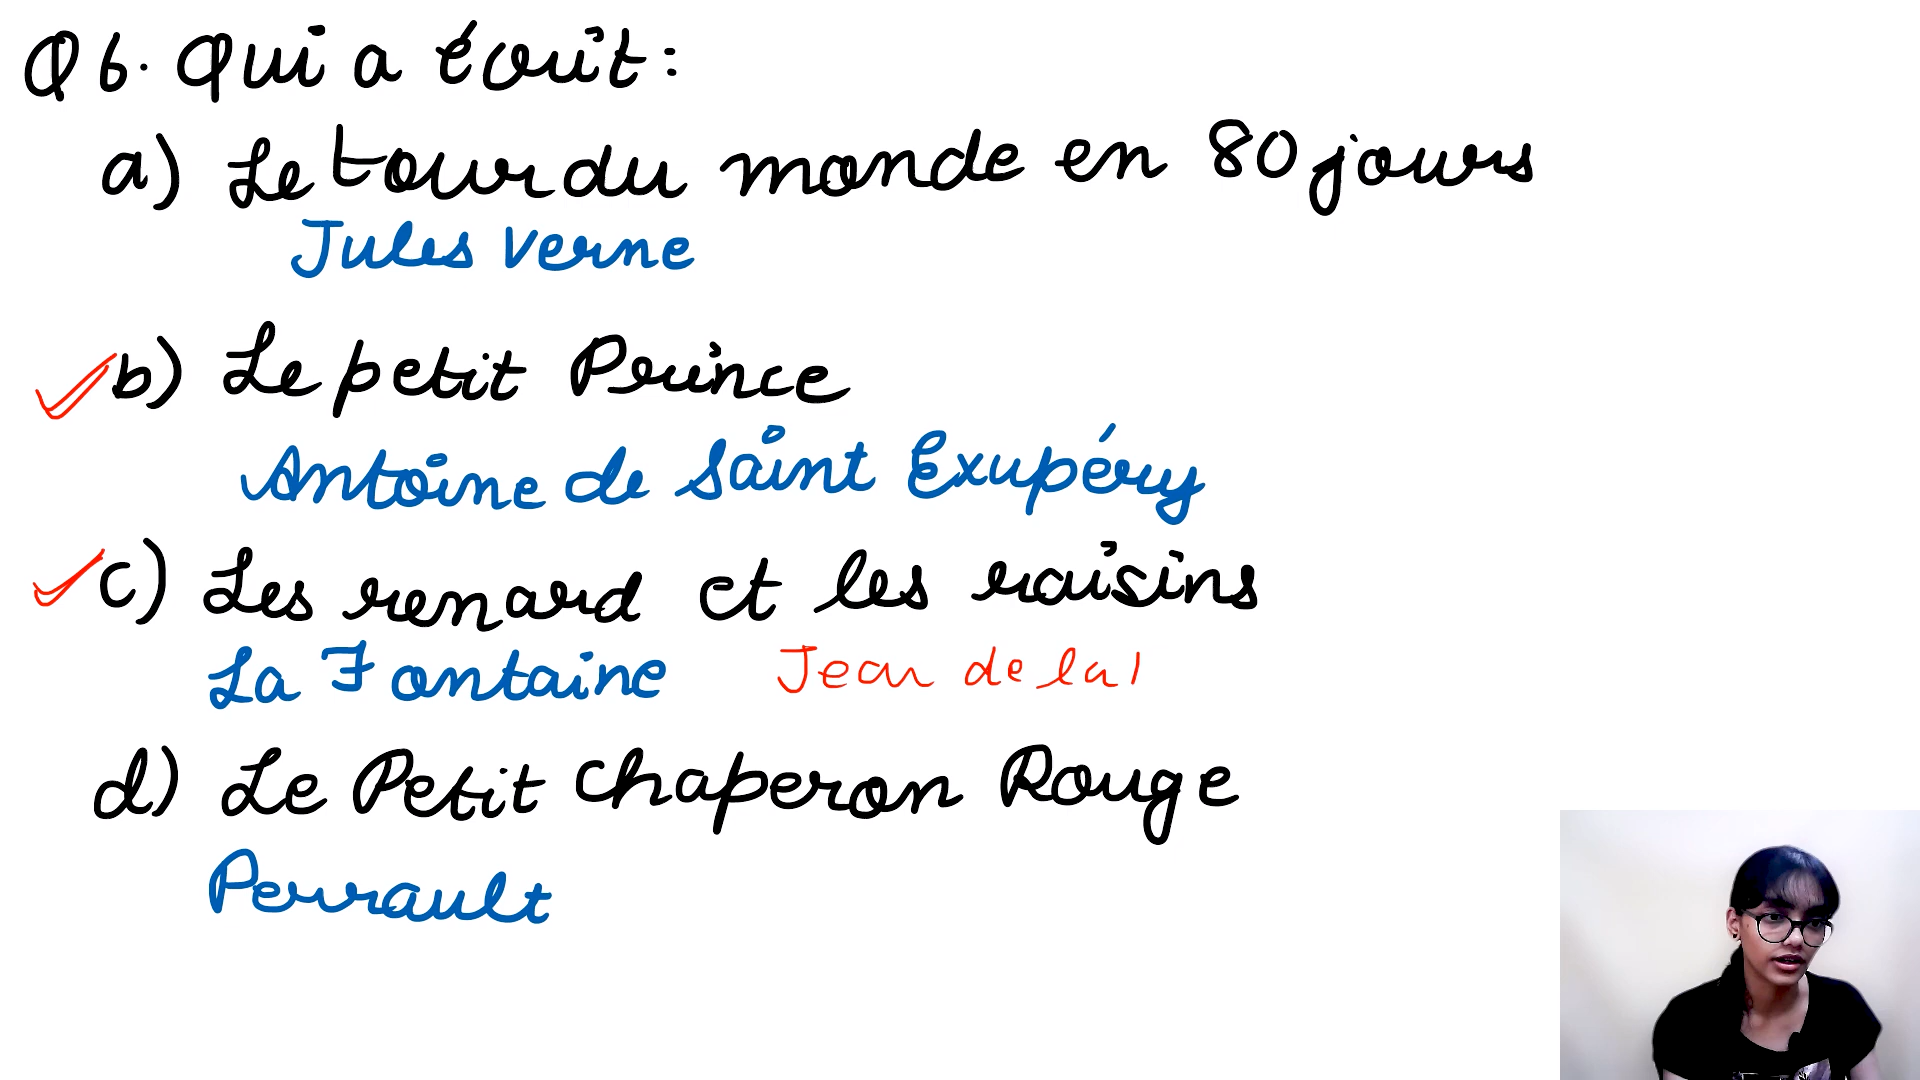 Q6. Qui a écrit:
a) Le tour du monde en 80 jours
Jules Verne
b) Le petit Prince
Antoine de Saint Exupéry
c) Les renard et les raisins
La Fontaine Jean de la
d) Le Petit Chaperon Rouge
Perrault